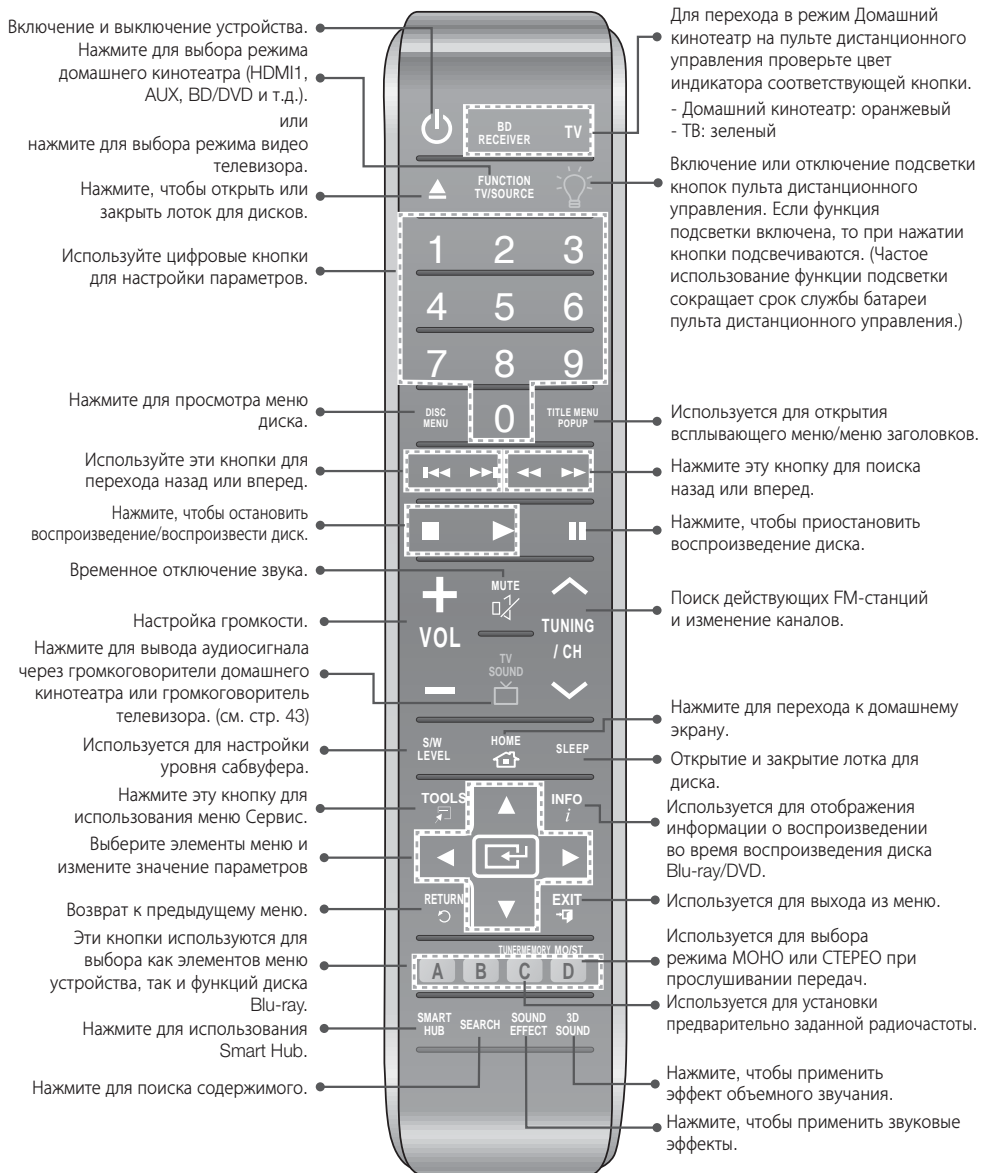 Включение и выключение устройства.
Нажмите для выбора режима
домашнего кинотеатра (HDMI1,
AUX, BD/DVD и т.д.).
или
нажмите для выбора режима видео
телевизора.
Нажмите, чтобы открыть или
закрыть лоток для дисков.
Используйте цифровые кнопки
для настройки параметров.
Нажмите для просмотра меню
диска.
Используйте эти кнопки для
перехода назад или вперед.
Нажмите, чтобы остановить
воспроизведение/воспроизвести диск.
Временное отключение звука.
Настройка громкости.
Нажмите для вывода аудиосигнала
через громкоговорители домашнего
кинотеатра или громкоговоритель
телевизора. (см. стр. 43)
Используется для настройки
уровня сабвуфера.
Нажмите эту кнопку для
использования меню Сервис.
Выберите элементы меню и
измените значение параметров
Возврат к предыдущему меню.
Эти кнопки используются для
выбора как элементов меню
устройства, так и функций диска
Blu-ray.
Нажмите для использования
Smart Hub.
Нажмите для поиска содержимого.
BD
RECEIVER
TV
FUNCTION
TV/SOURCE
1 2 3
4 5 6
7 8 9
DISC
MENU
0
TITLE MENU
POPUP
MUTE
VOL
TUNING
/ CH
TV
SOUND
S/W
LEVEL
HOME
SLEEP
TOOLS
INFO
i
RETURN
EXIT
TUNER MEMORY MO/ST
A B C D
SMART
HUB
SEARCH
SOUND
EFFECT
3D
SOUND
Для перехода в режим Домашний
кинотеатр на пульте дистанционного
управления проверьте цвет
индикатора соответствующей кнопки.
- Домашний кинотеатр: оранжевый
- ТВ: зеленый
Включение или отключение подсветки
кнопок пульта дистанционного
управления. Если функция
подсветки включена, то при нажатии
кнопки подсвечиваются. (Частое
использование функции подсветки
сокращает срок службы батареи
пульта дистанционного управления.)
Используется для открытия
всплывающего меню/меню заголовков.
Нажмите эту кнопку для поиска
назад или вперед.
Нажмите, чтобы приостановить
воспроизведение диска.
Поиск действующих FM-станций
и изменение каналов.
Нажмите для перехода к домашнему
экрану.
Открытие и закрытие лотка для
диска.
Используется для отображения
информации о воспроизведении
во время воспроизведения диска
Blu-ray/DVD.
Используется для выхода из меню.
Используется для выбора
режима МОНО или СТЕРЕО при
прослушивании передач.
Используется для установки
предварительно заданной радиочастоты.
Нажмите, чтобы применить
эффект объемного звучания.
Нажмите, чтобы применить звуковые
эффекты.